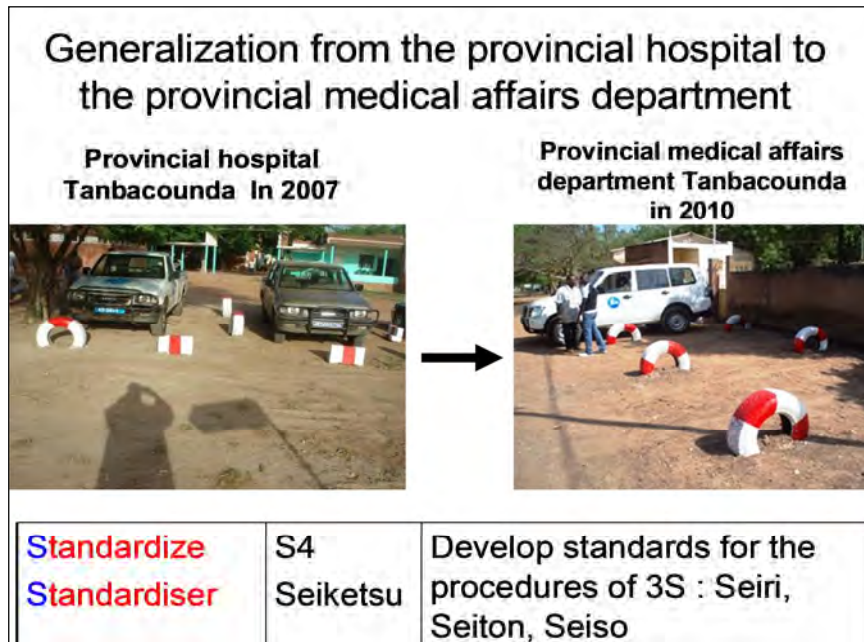 Generalization from the provincial hospital to
the provincial medical affairs department
Provincial hospital
Tanbacounda In 2007
Provincial medical affairs
department Tanbacounda
in 2010
Standardize
Standardiser
S4
Seiketsu
Develop standards for the
procedures of 3S : Seiri,
Seiton, Seiso